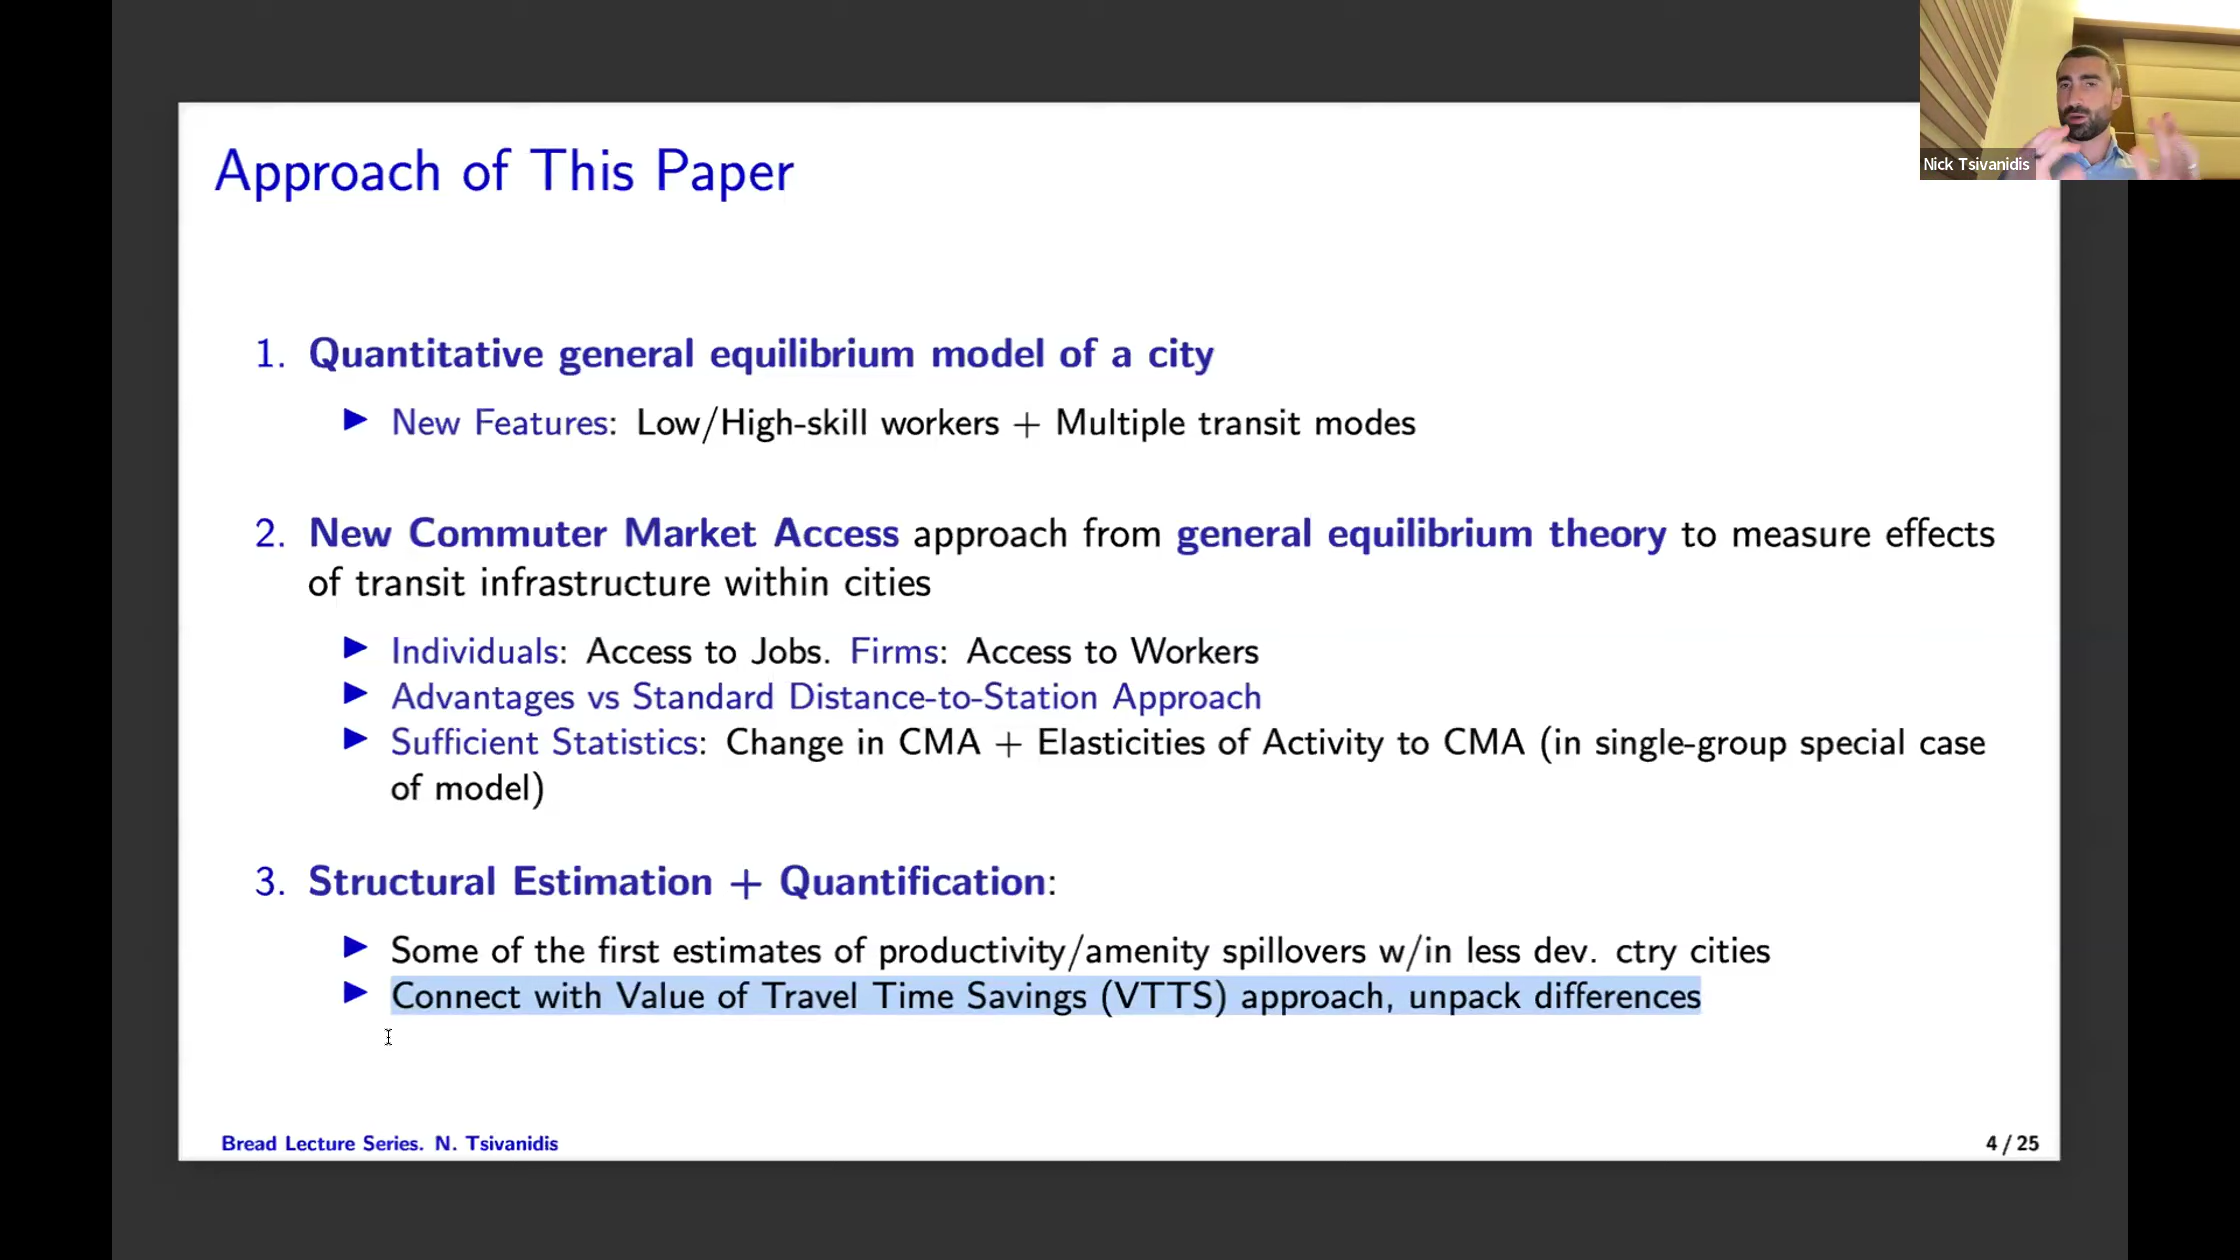 Nick Tsivanidis
Approach of This Paper
1. Quantitative general equilibrium model of a city
▶ New Features: Low/High-skill workers + Multiple transit modes
2. New Commuter Market Access approach from general equilibrium theory to measure effects
of transit infrastructure within cities
▶ Individuals: Access to Jobs. Firms: Access to Workers
▶ Advantages vs Standard Distance-to-Station Approach
▶ Sufficient Statistics: Change in CMA + Elasticities of Activity to CMA (in single-group special case
of model)
3. Structural Estimation + Quantification:
▶ Some of the first estimates of productivity/amenity spillovers w/in less dev. ctry cities
▶ Connect with Value of Travel Time Savings (VTTS) approach, unpack differences
Bread Lecture Series. N. Tsivanidis
4 / 25